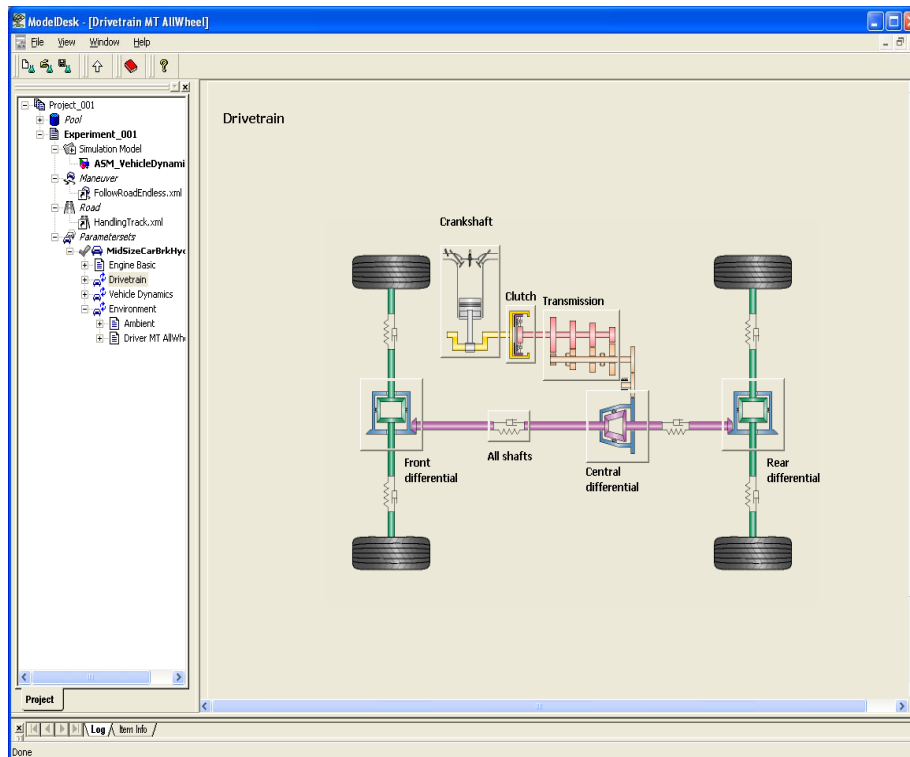 ModelDesk - [Drivetrain MT AllWheel]
File View Window Help
Project_001
Pool
Experiment_001
Simulation Model
ASM_VehicleDynami
Maneuver
FollowRoadEndless.xml
Road
HandlingTrack.xml
Parametersets
MidSizeCarBrkHyd
Engine Basic
Drivetrain
Vehicle Dynamics
Environment
Ambient
Driver MT AllWhe
Project
Drivetrain
Crankshaft
Clutch
Transmission
Front
differential
All shafts
Central
differential
Rear
differential
Log
Item Info
Done